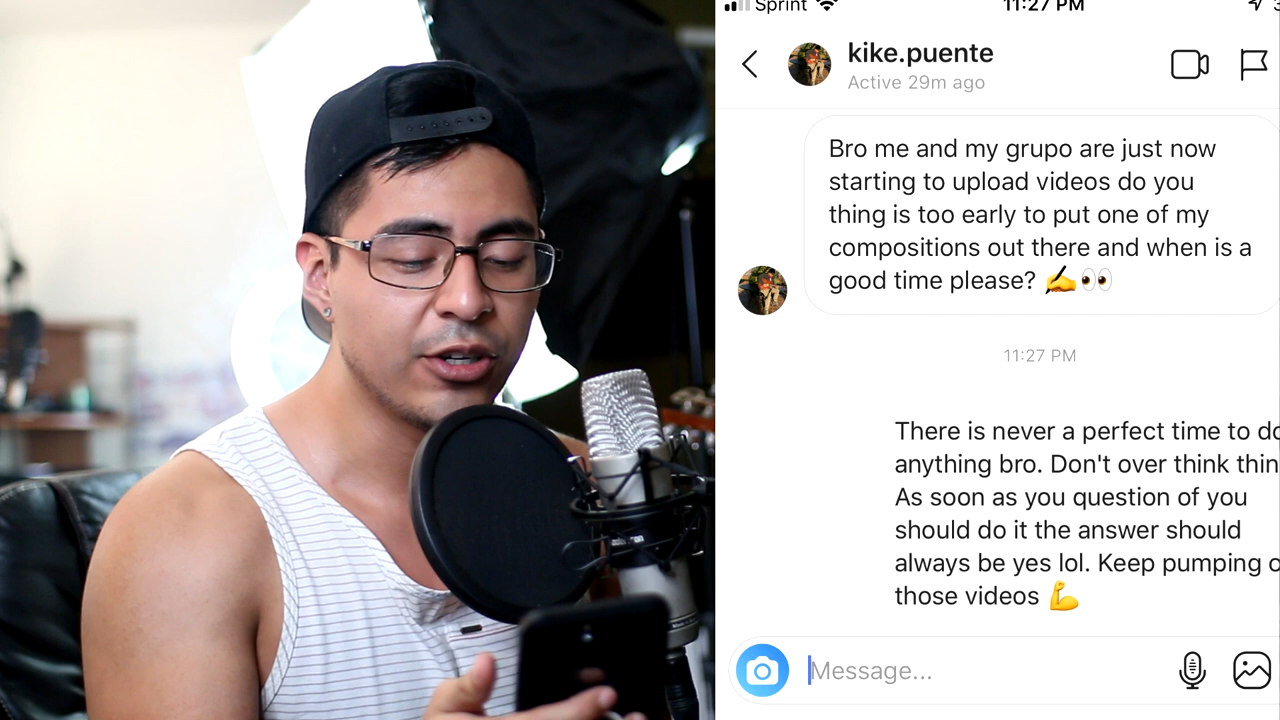 Sprint
11:27 PM
kike.puente
Active 29m ago
Bro me and my grupo are just now
starting to upload videos do you
thing is too early to put one of my
compositions out there and when is a
good time please? ✍️👀
11:27 PM
There is never a perfect time to do
anything bro. Don't over think thin
As soon as you question of you
should do it the answer should
always be yes lol. Keep pumping o
those videos 💪
Message...